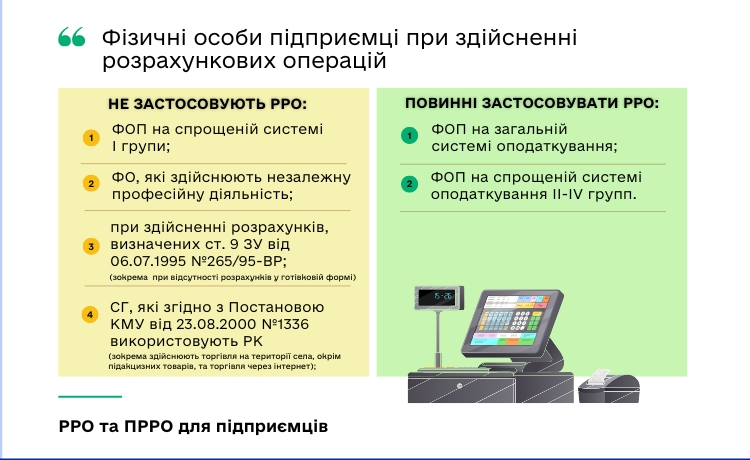 Фізичні особи підприємці при здійсненні
розрахункових операцій
НЕ ЗАСТОСОВУЮТЬ РРО:
1
ФОП на спрощеній системі
І групи;
2
ФО, які здійснюють незалежну
професійну діяльність;
3
при здійсненні розрахунків,
визначених ст. 9 ЗУ від
06.07.1995 №265/95-ВР;
(зокрема при відсутності розрахунків у готівковій формі)
4
СГ, які згідно з Постановою
КМУ від 23.08.2000 №1336
використовують РК
(зокрема здійснюють торгівля на території села, окрім
підакцизних товарів, та торгівля через інтернет);
ПОВИННІ ЗАСТОСОВУВАТИ РРО:
1
ФОП на загальній
системі оподаткування;
2
ФОП на спрощеній системі
оподаткування ІІ-IV групп.
15-26
РРО та ПРРО для підприємців